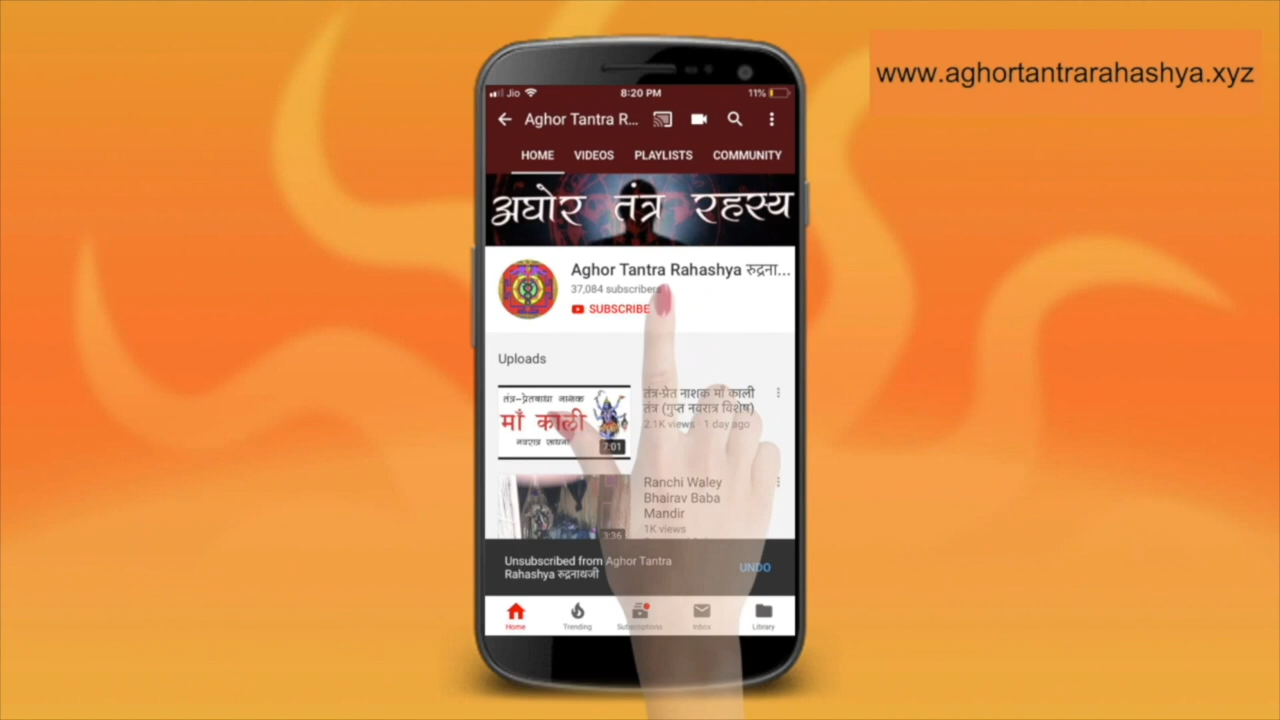 www.aghortantrarahashya.xyz
Jio 8:20 PM 11%
Aghor Tantra R...
HOME VIDEOS PLAYLISTS COMMUNITY
अघोर तंत्र रहस्य
Aghor Tantra Rahashya रुद्रना...
37,084 subscribers
SUBSCRIBE
Uploads
तंत्र-प्रेतबाधा नाशक
माँ काली
नवरात्र साधना
7:01
तंत्र-प्रेत नाशक माँ काली
तंत्र (गुप्त नवरात्र विशेष)
2.1K views · 1 day ago
Ranchi Waley
Bhairav Baba
Mandir
1K views
3:36
Unsubscribed from Aghor Tantra
Rahashya रुद्रनाथजी
UNDO
Home Trending Subscriptions Inbox Library